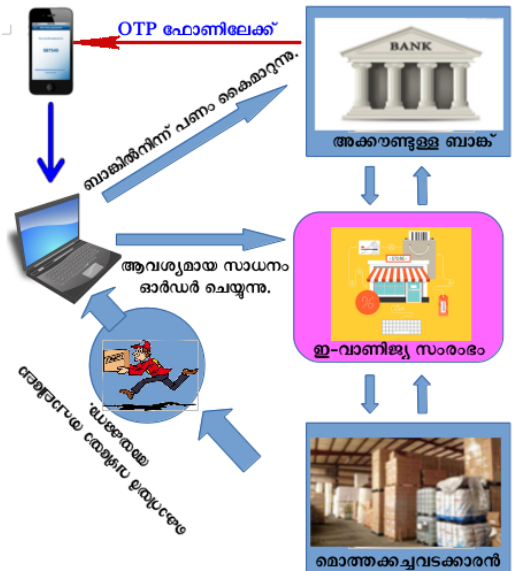 OTP ഫോണിലേക്ക്
BANK
അക്കൗണ്ടുള്ള ബാങ്ക്
ബാങ്കിൽനിന്ന് പണം കൈമാറുന്നു.
ആവശ്യമായ സാധനം
ഓർഡർ ചെയ്യുന്നു.
ഇ-വാണിജ്യ സംരംഭം
മൊത്തക്കച്ചവടക്കാരൻ